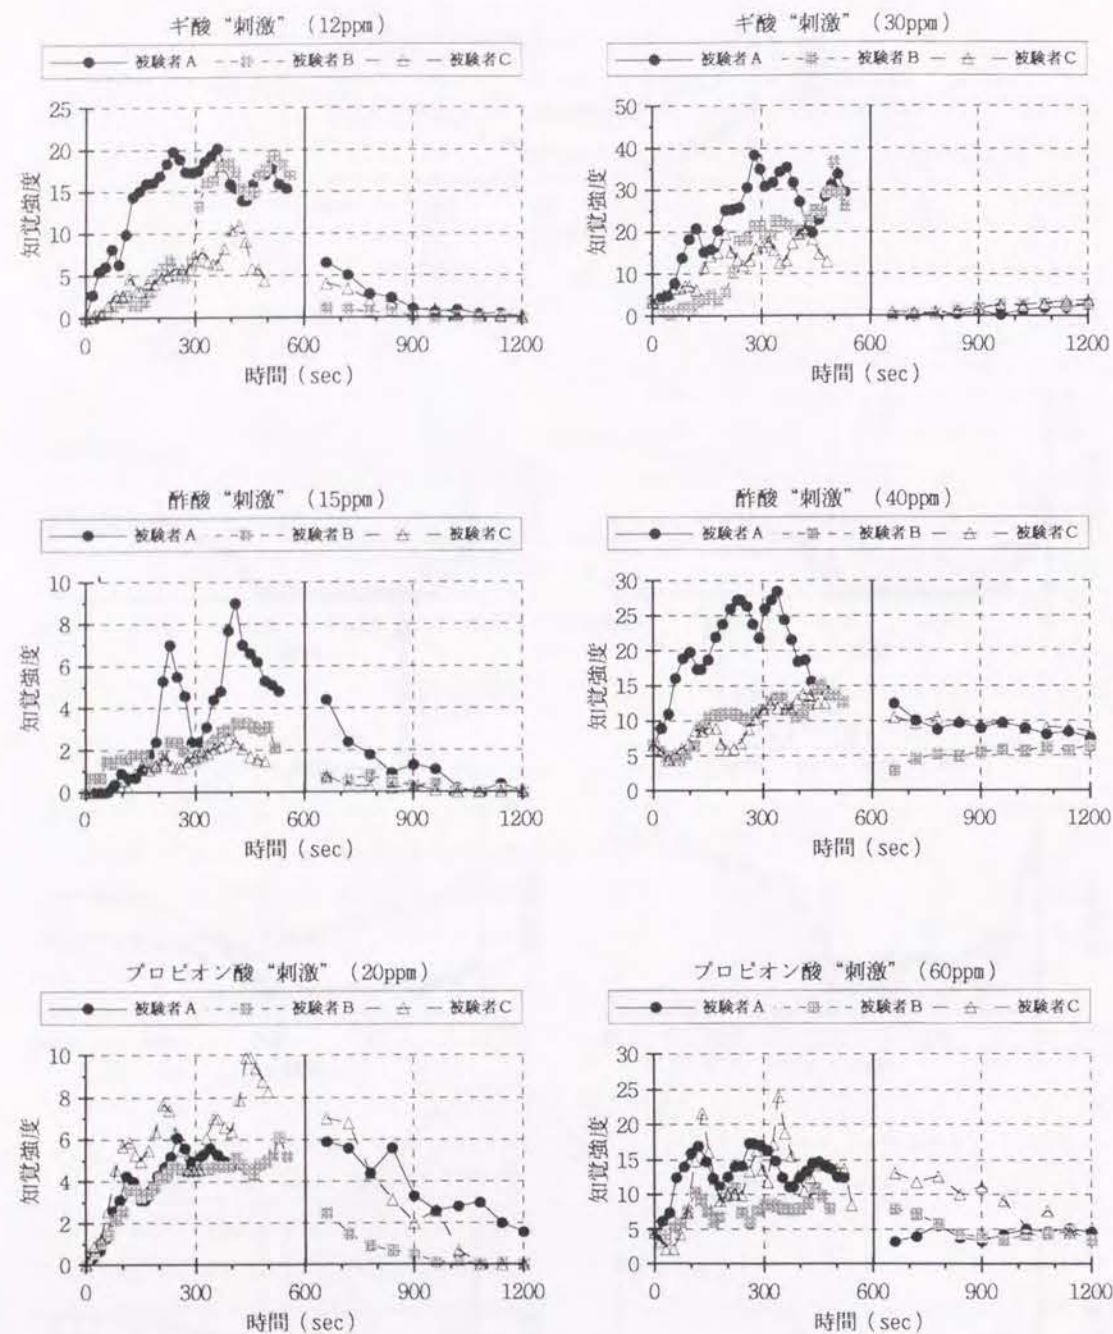 ギ酸 “刺激” (12ppm)
被験者A 被験者B 被験者C
知覚強度
25
20
15
10
5
0
0 300 600 900 1200
時間 (sec)
ギ酸 “刺激” (30ppm)
被験者A 被験者B 被験者C
知覚強度
50
40
30
20
10
0
0 300 600 900 1200
時間 (sec)
酢酸 “刺激” (15ppm)
被験者A 被験者B 被験者C
知覚強度
10
8
6
4
2
0
0 300 600 900 1200
時間 (sec)
酢酸 “刺激” (40ppm)
被験者A 被験者B 被験者C
知覚強度
30
25
20
15
10
5
0
0 300 600 900 1200
時間 (sec)
プロピオン酸 “刺激” (20ppm)
被験者A 被験者B 被験者C
知覚強度
10
8
6
4
2
0
0 300 600 900 1200
時間 (sec)
プロピオン酸 “刺激” (60ppm)
被験者A 被験者B 被験者C
知覚強度
30
25
20
15
10
5
0
0 300 600 900 1200
時間 (sec)